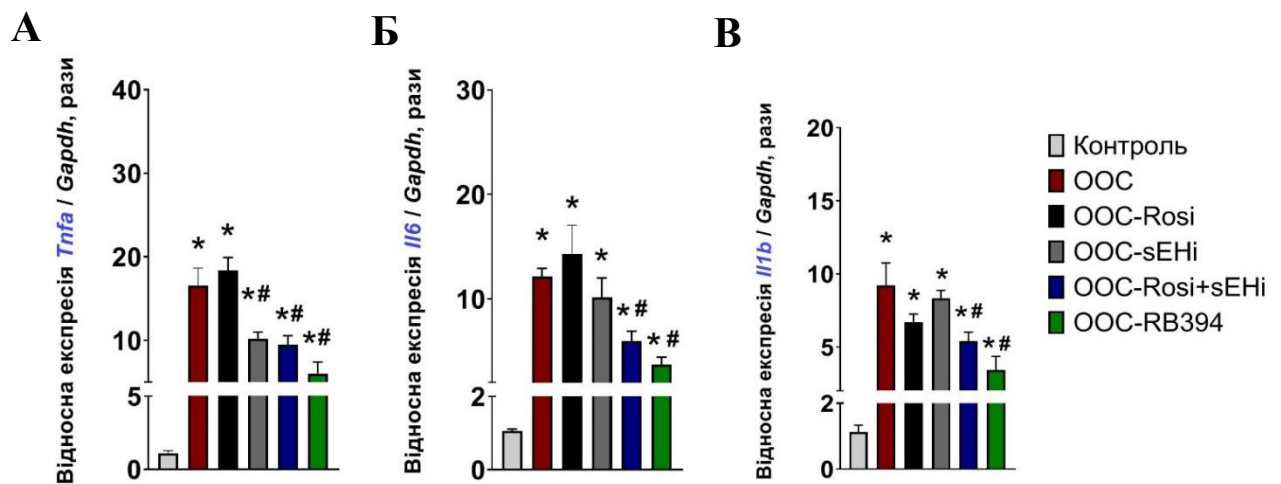 А
Відносна експресія Tnfa / Gapdh, рази
40
30
20
10
5
0
*
*
*#
*#
*#
Б
Відносна експресія Il6 / Gapdh, рази
30
20
10
2
0
*
*
*
*#
*#
В
Відносна експресія Il1b / Gapdh, рази
20
15
10
5
2
0
*
*
*
*#
*#
Контроль
ООС
ООС-Rosi
ООС-sEHi
ООС-Rosi+sEHi
ООС-RB394